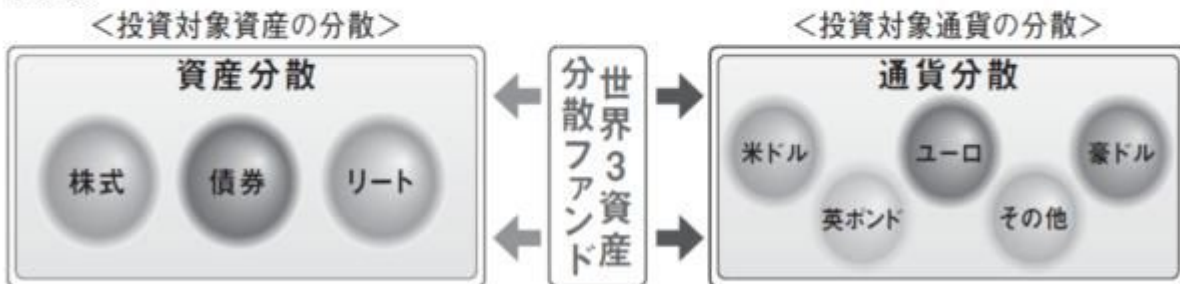 <投資対象資産の分散>
資産分散
株式
債券
リート
世界3資産
分散ファンド
<投資対象通貨の分散>
通貨分散
米ドル
ユーロ
豪ドル
英ポンド
その他